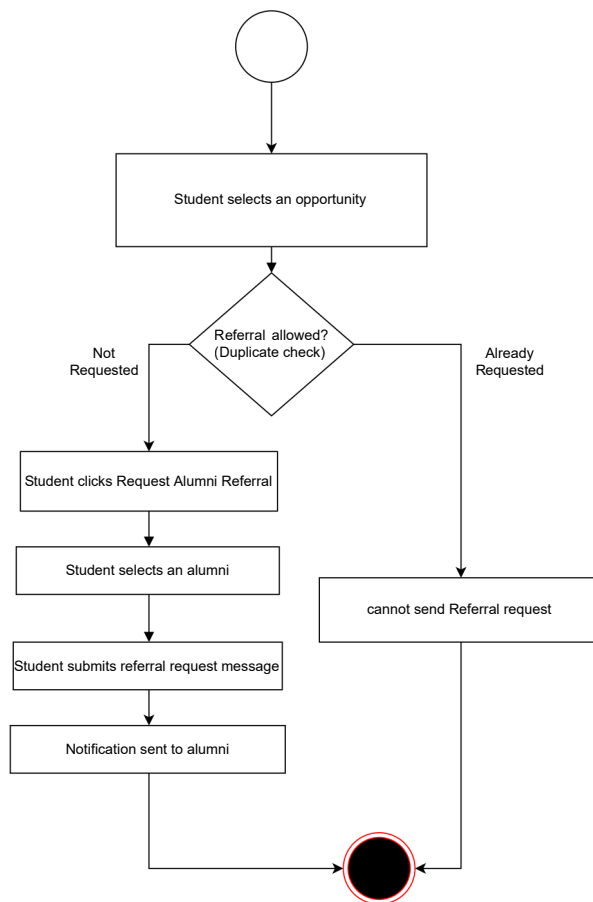 Student selects an opportunity
Referral allowed?
(Duplicate check)
Not
Requested
Already
Requested
Student clicks Request Alumni Referral
Student selects an alumni
cannot send Referral request
Student submits referral request message
Notification sent to alumni